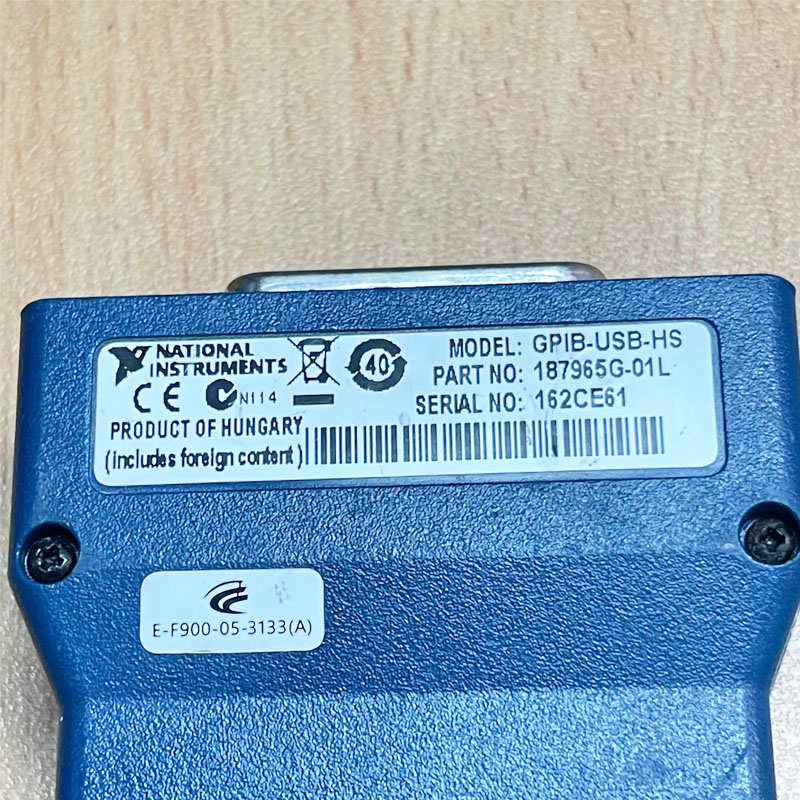 NATIONAL
INSTRUMENTS
CE N114
40
PRODUCT OF HUNGARY
(includes foreign content)
MODEL: GPIB-USB-HS
PART NO: 187965G-01L
SERIAL NO: 162CE61
E-F900-05-3133(A)